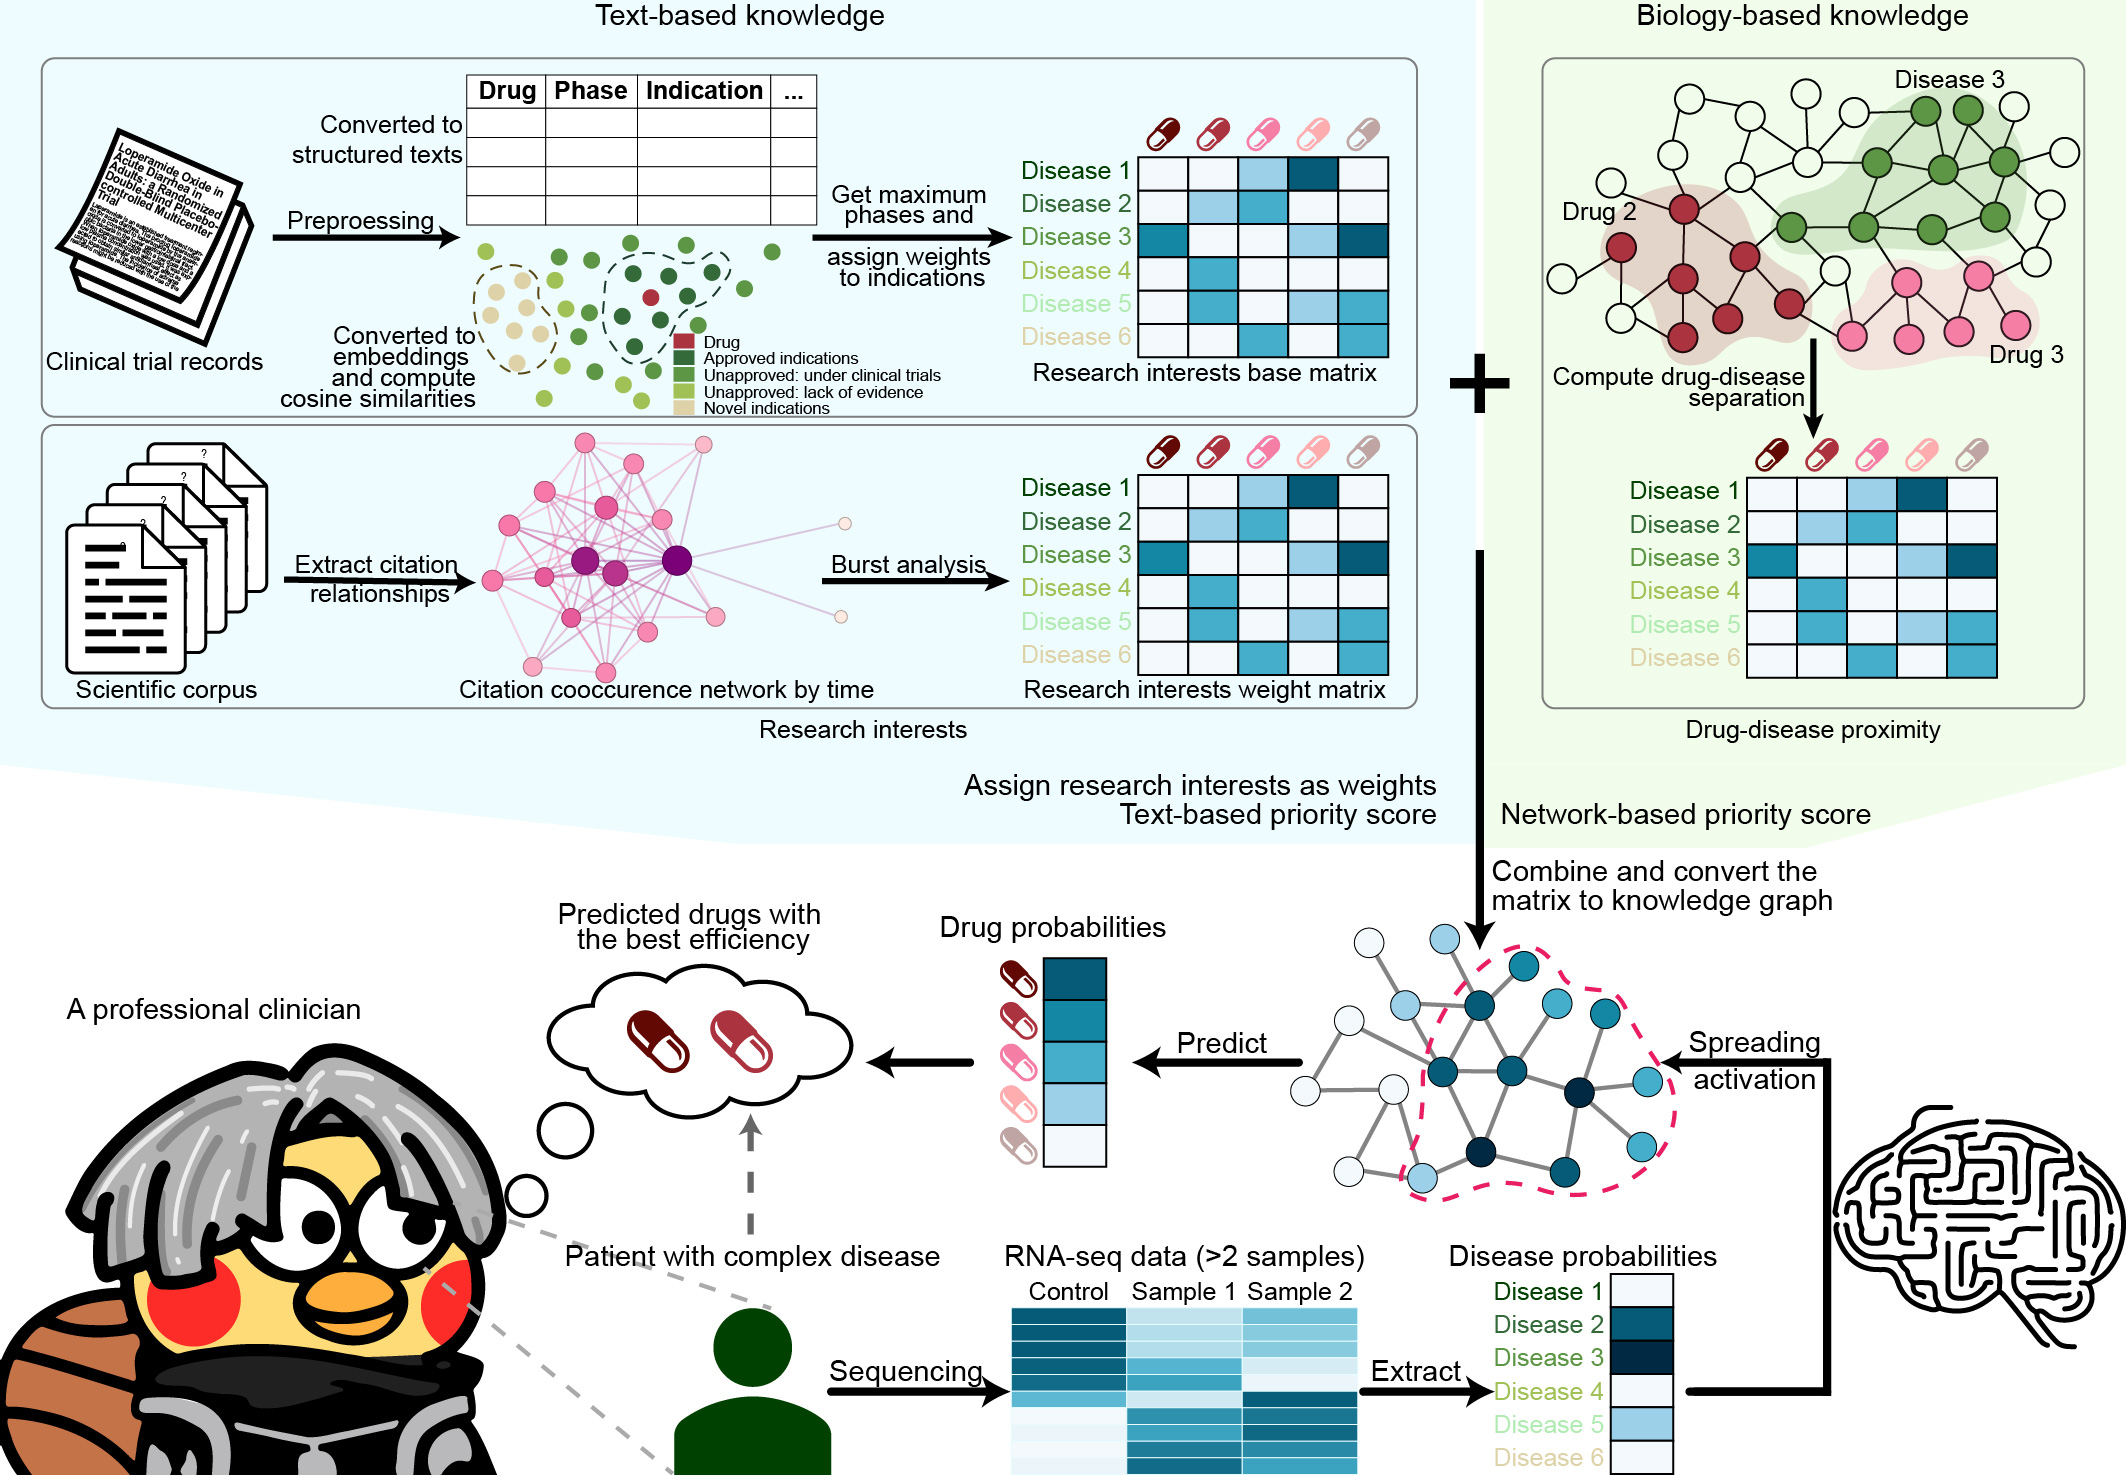 Text-based knowledge
Biology-based knowledge
Drug Phase Indication ...
Converted to
structured texts
Loperamide Oxide in
Acute Diarrhea in
Adults: a Randomized
Double-Blind Placebo-
controlled Multicenter
Trial
Preproessing
Clinical trial records
Converted to
embeddings
and compute
cosine similarities
Drug
Approved indications
Unapproved: under clinical trials
Unapproved: lack of evidence
Novel indications
Get maximum
phases and
assign weights
to indications
Disease 1
Disease 2
Disease 3
Disease 4
Disease 5
Disease 6
Research interests base matrix
Scientific corpus
? ? ? ? ?
Extract citation
relationships
Citation cooccurence network by time
Burst analysis
Disease 1
Disease 2
Disease 3
Disease 4
Disease 5
Disease 6
Research interests weight matrix
Research interests
+
Disease 3
Drug 2
Drug 3
Compute drug-disease
separation
Disease 1
Disease 2
Disease 3
Disease 4
Disease 5
Disease 6
Drug-disease proximity
Assign research interests as weights
Text-based priority score
Network-based priority score
Combine and convert the
matrix to knowledge graph
Predicted drugs with
the best efficiency
Drug probabilities
A professional clinician
Predict
Spreading
activation
Patient with complex disease
RNA-seq data (>2 samples)
Control Sample 1 Sample 2
Disease probabilities
Disease 1
Disease 2
Disease 3
Disease 4
Disease 5
Disease 6
Sequencing
Extract